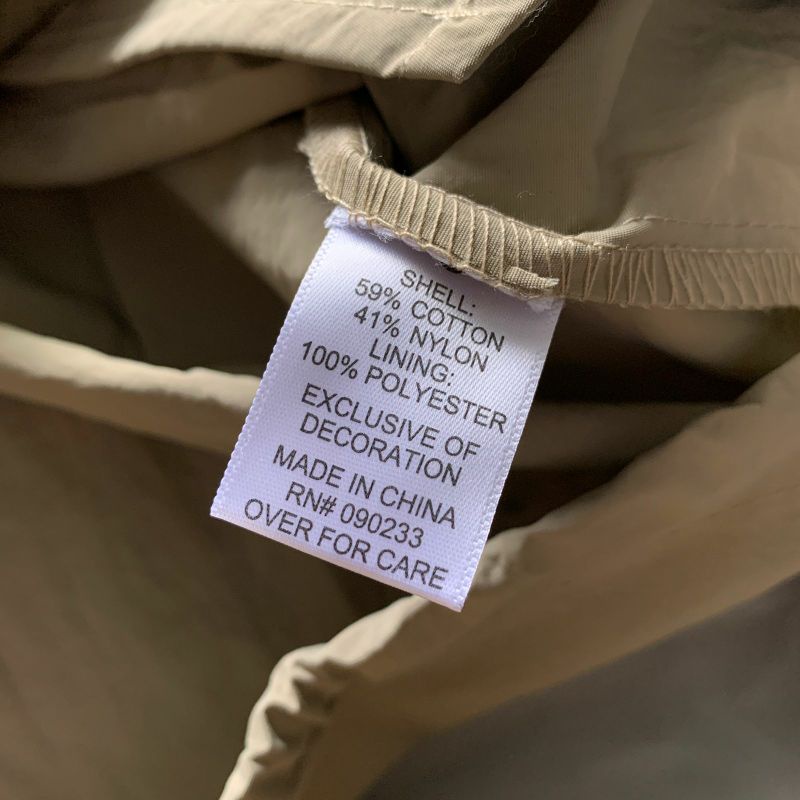 SHELL:
59% COTTON
41% NYLON
LINING:
100% POLYESTER
EXCLUSIVE OF
DECORATION
MADE IN CHINA
RN# 090233
OVER FOR CARE